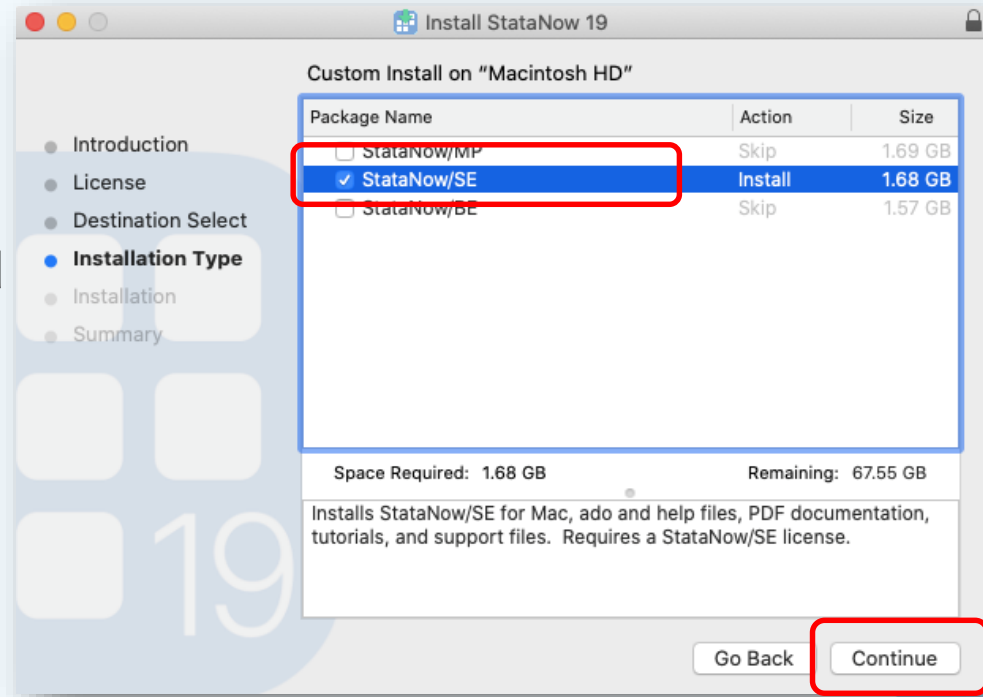 Install StataNow 19
Custom Install on "Macintosh HD"
Introduction
License
Destination Select
Installation Type
Installation
Summary
Package Name Action Size
StataNow/MP Skip 1.69 GB
StataNow/SE Install 1.68 GB
StataNow/BE Skip 1.57 GB
Space Required: 1.68 GB Remaining: 67.55 GB
Installs StataNow/SE for Mac, ado and help files, PDF documentation,
tutorials, and support files. Requires a StataNow/SE license.
19
Go Back Continue